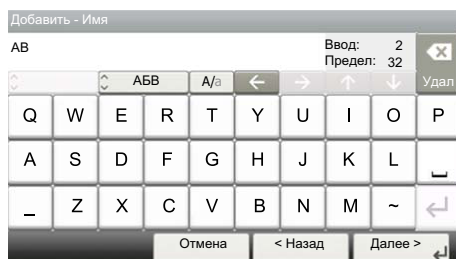 Добавить - Имя
AB Ввод: 2
Предел: 32
АБВ A/a Удал
Q W E R T Y U I O P
A S D F G H J K L
_ Z X C V B N M ~
Отмена < Назад Далее >